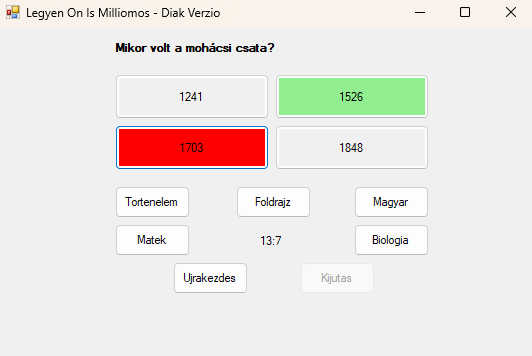 Legyen On Is Milliomos - Diak Verzio
Mikor volt a mohácsi csata?
1241 1526
1703 1848
Tortenelem Foldrajz Magyar
Matek 13:7 Biologia
Ujrakezdes Kijutas